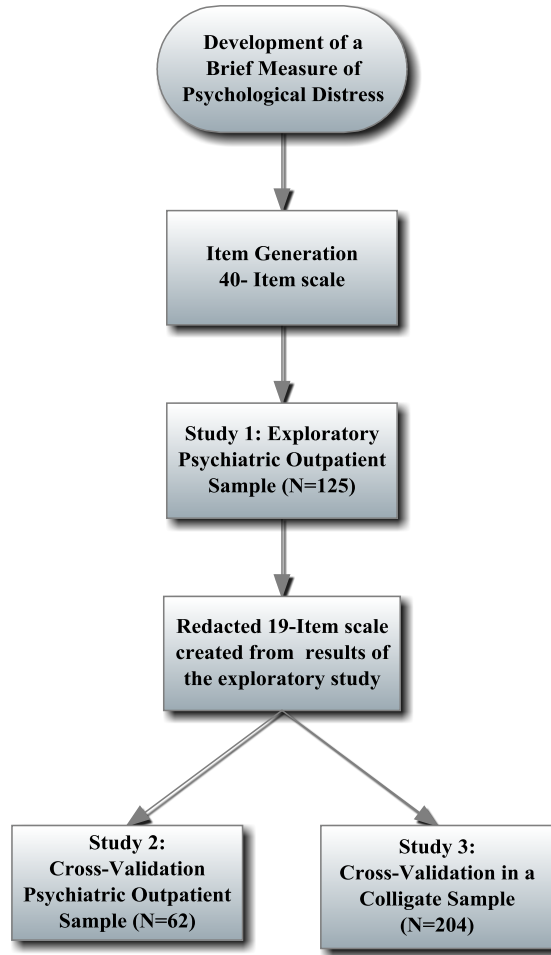 Development of a
Brief Measure of
Psychological Distress
Item Generation
40- Item scale
Study 1: Exploratory
Psychiatric Outpatient
Sample (N=125)
Redacted 19-Item scale
created from results of
the exploratory study
Study 2:
Cross-Validation
Psychiatric Outpatient
Sample (N=62)
Study 3:
Cross-Validation in a
Colligate Sample
(N=204)